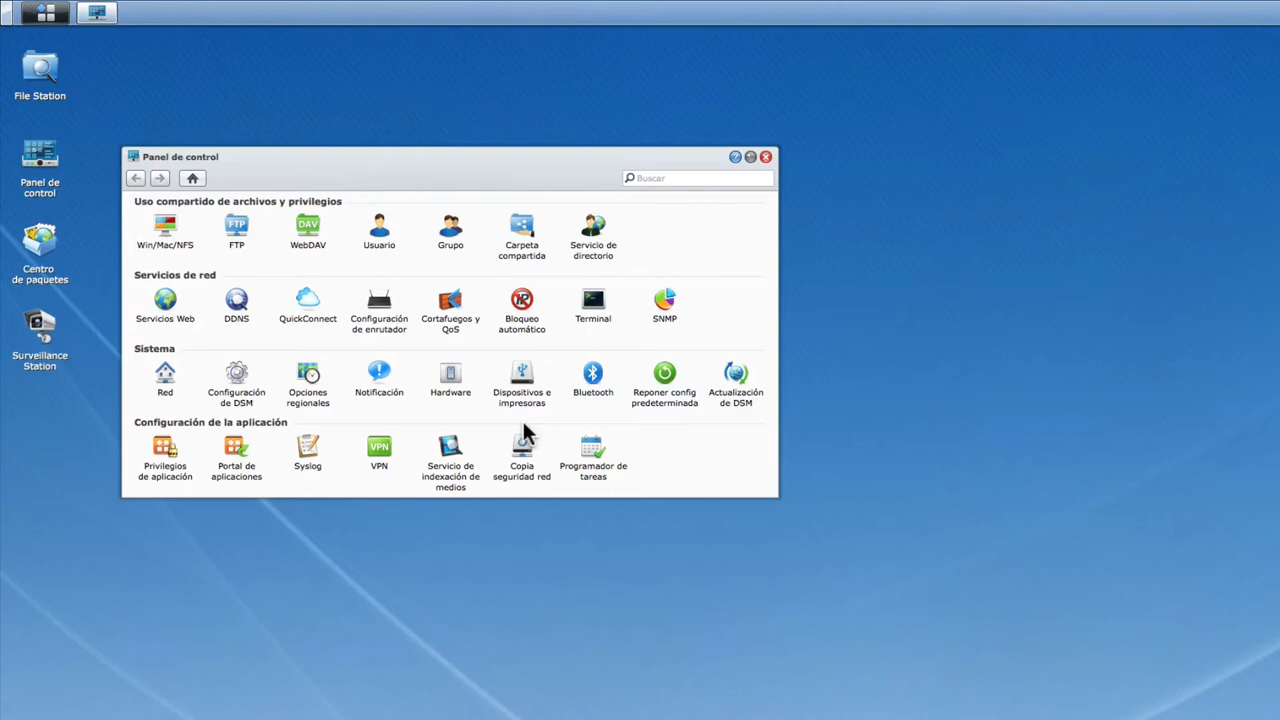 File Station
Panel de
control
Centro
de paquetes
Surveillance
Station
Panel de control
Buscar
Uso compartido de archivos y privilegios
Win/Mac/NFS
FTP
FTP
DAV
WebDAV
Usuario
Grupo
Carpeta
compartida
Servicio de
directorio
Servicios de red
Servicios Web
DDNS
QuickConnect
Configuración
de enrutador
Cortafuegos y
QoS
IP
Bloqueo
automático
Terminal
SNMP
Sistema
Red
Configuración
de DSM
Opciones
regionales
Notificación
Hardware
Dispositivos e
impresoras
Bluetooth
Reponer config
predeterminada
Actualización
de DSM
Configuración de la aplicación
Privilegios
de aplicación
Portal de
aplicaciones
Syslog
VPN
VPN
Servicio de
indexación de
medios
Copia
seguridad red
Programador de
tareas